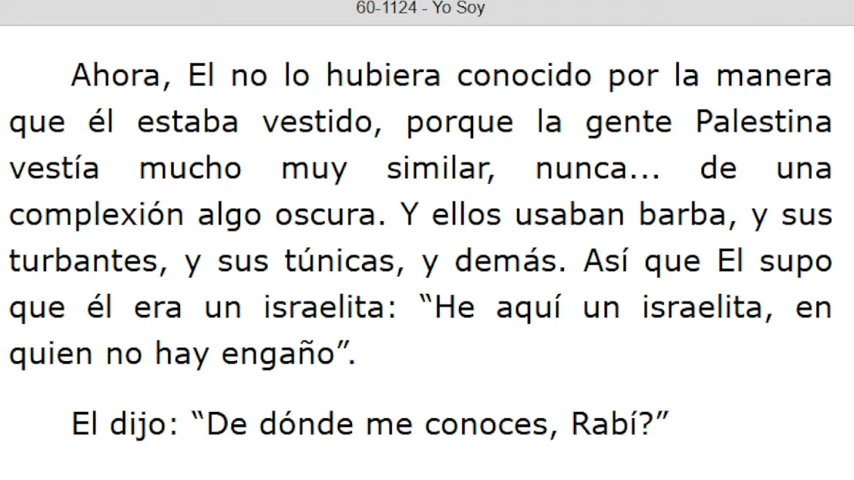 60-1124 - Yo Soy
Ahora, El no lo hubiera conocido por la manera
que él estaba vestido, porque la gente Palestina
vestía mucho muy similar, nunca... de una
complexión algo oscura. Y ellos usaban barba, y sus
turbantes, y sus túnicas, y demás. Así que El supo
que él era un israelita: “He aquí un israelita, en
quien no hay engaño”.
El dijo: “De dónde me conoces, Rabí?”